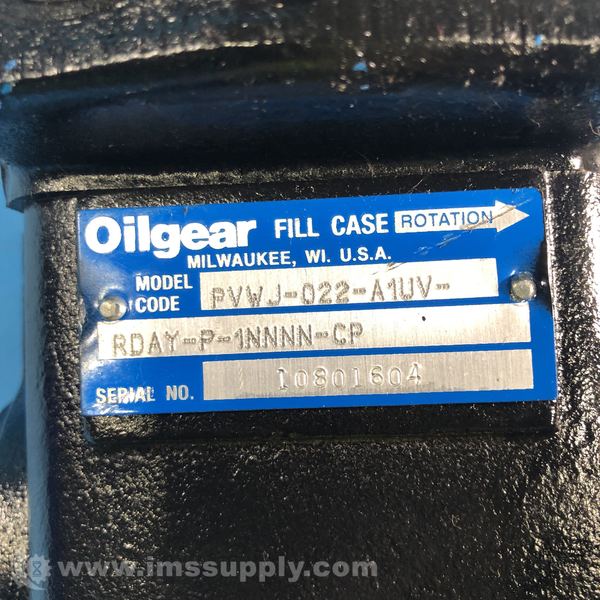 Oilgear FILL CASE ROTATION
MILWAUKEE, WI. U.S.A.
MODEL CODE PVWJ-022-A1UV-
RDAY-P-1NNNN-CP
SERIAL NO. 10801604
www.imssupply.com